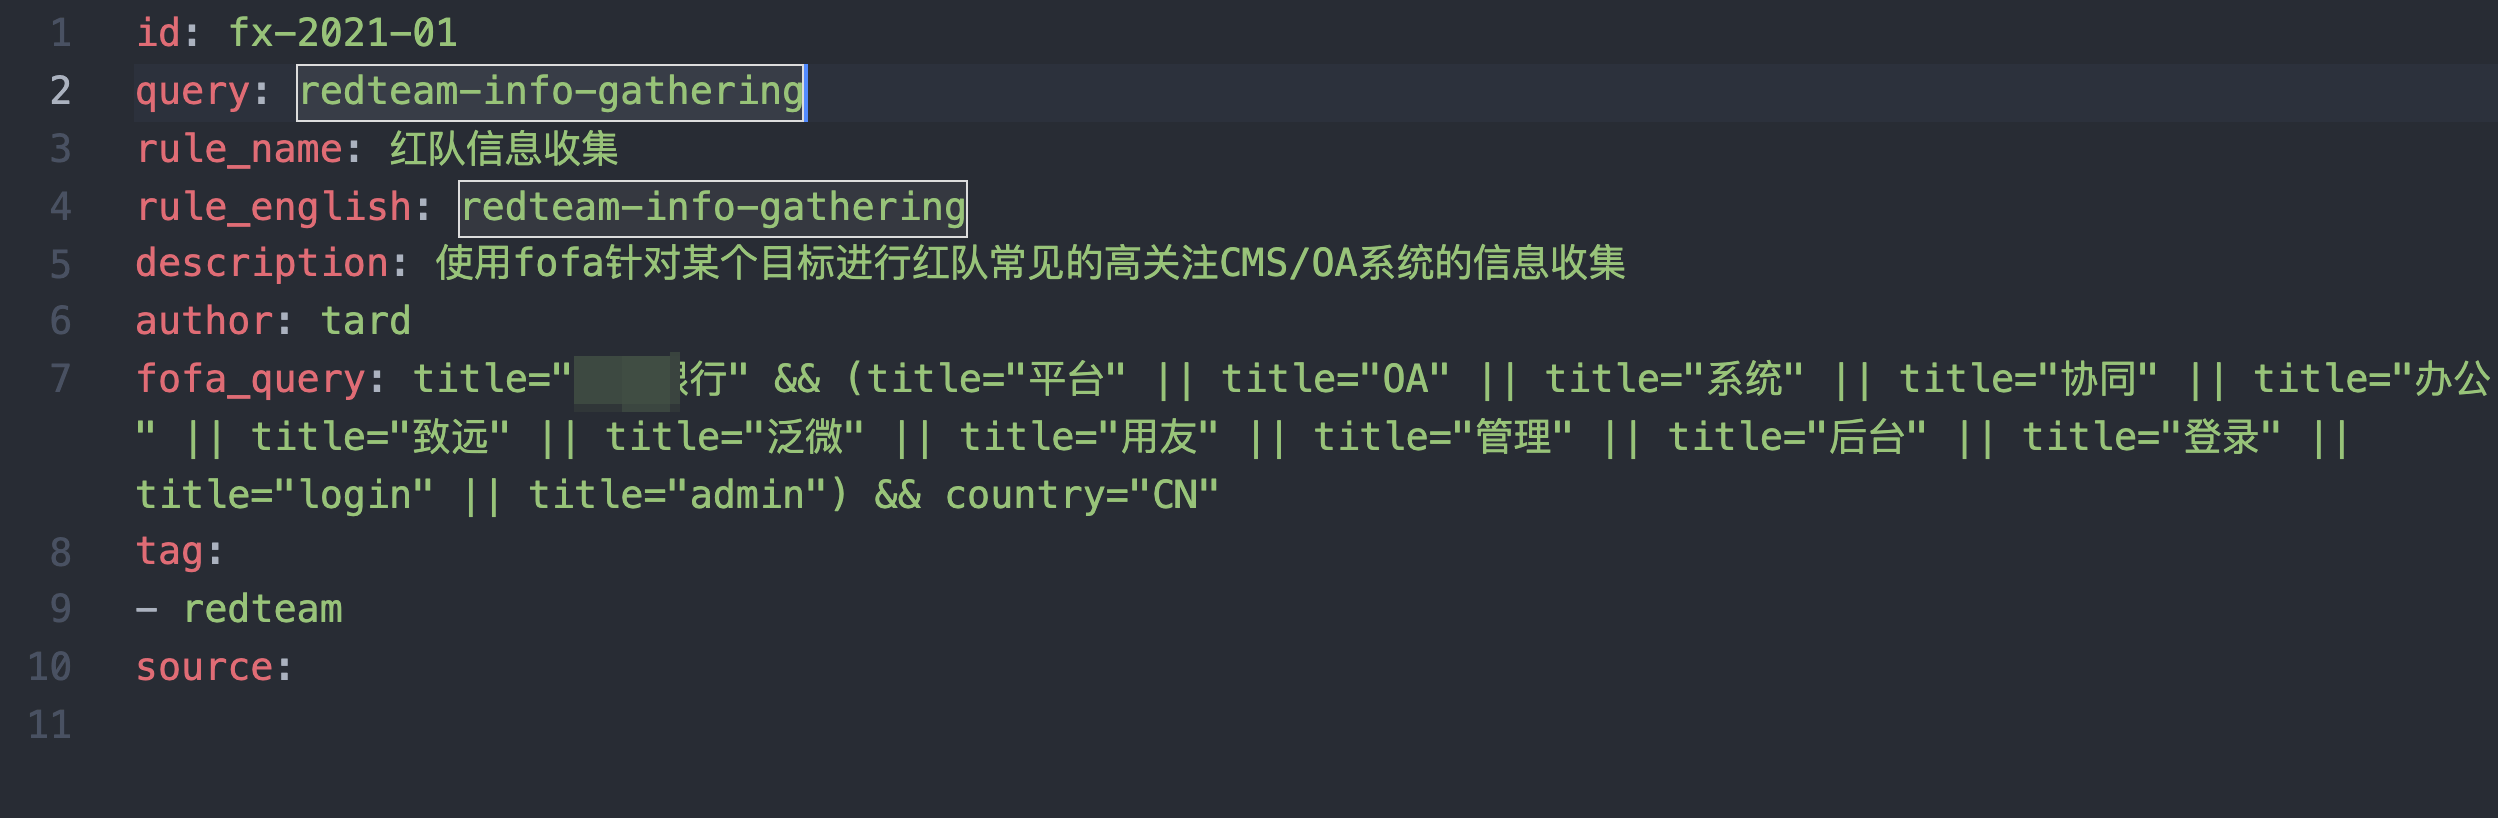 1 id: fx-2021-01
2 query: redteam-info-gathering
3 rule_name: 红队信息收集
4 rule_english: redteam-info-gathering
5 description: 使用fofa针对某个目标进行红队常见的高关注CMS/OA系统的信息收集
6 author: tard
7 fofa_query: title="行" && (title="平台" || title="OA" || title="系统" || title="协同" || title="办公
" || title="致远" || title="泛微" || title="用友" || title="管理" || title="后台" || title="登录" ||
title="login" || title="admin") && country="CN"
8 tag:
9 - redteam
10 source:
11